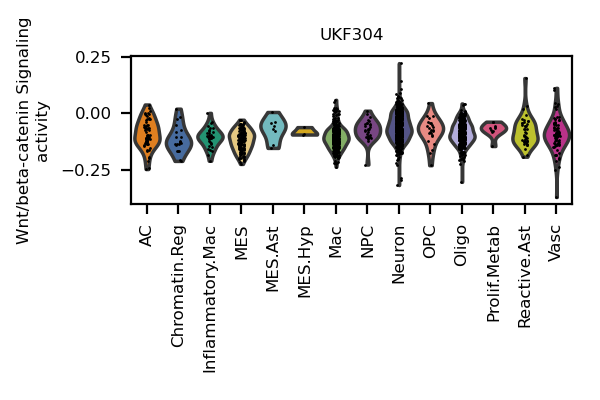 UKF304
Wnt/beta-catenin Signaling
activity
0.25
0.00
−0.25
AC
Chromatin.Reg
Inflammatory.Mac
MES
MES.Ast
MES.Hyp
Mac
NPC
Neuron
OPC
Oligo
Prolif.Metab
Reactive.Ast
Vasc